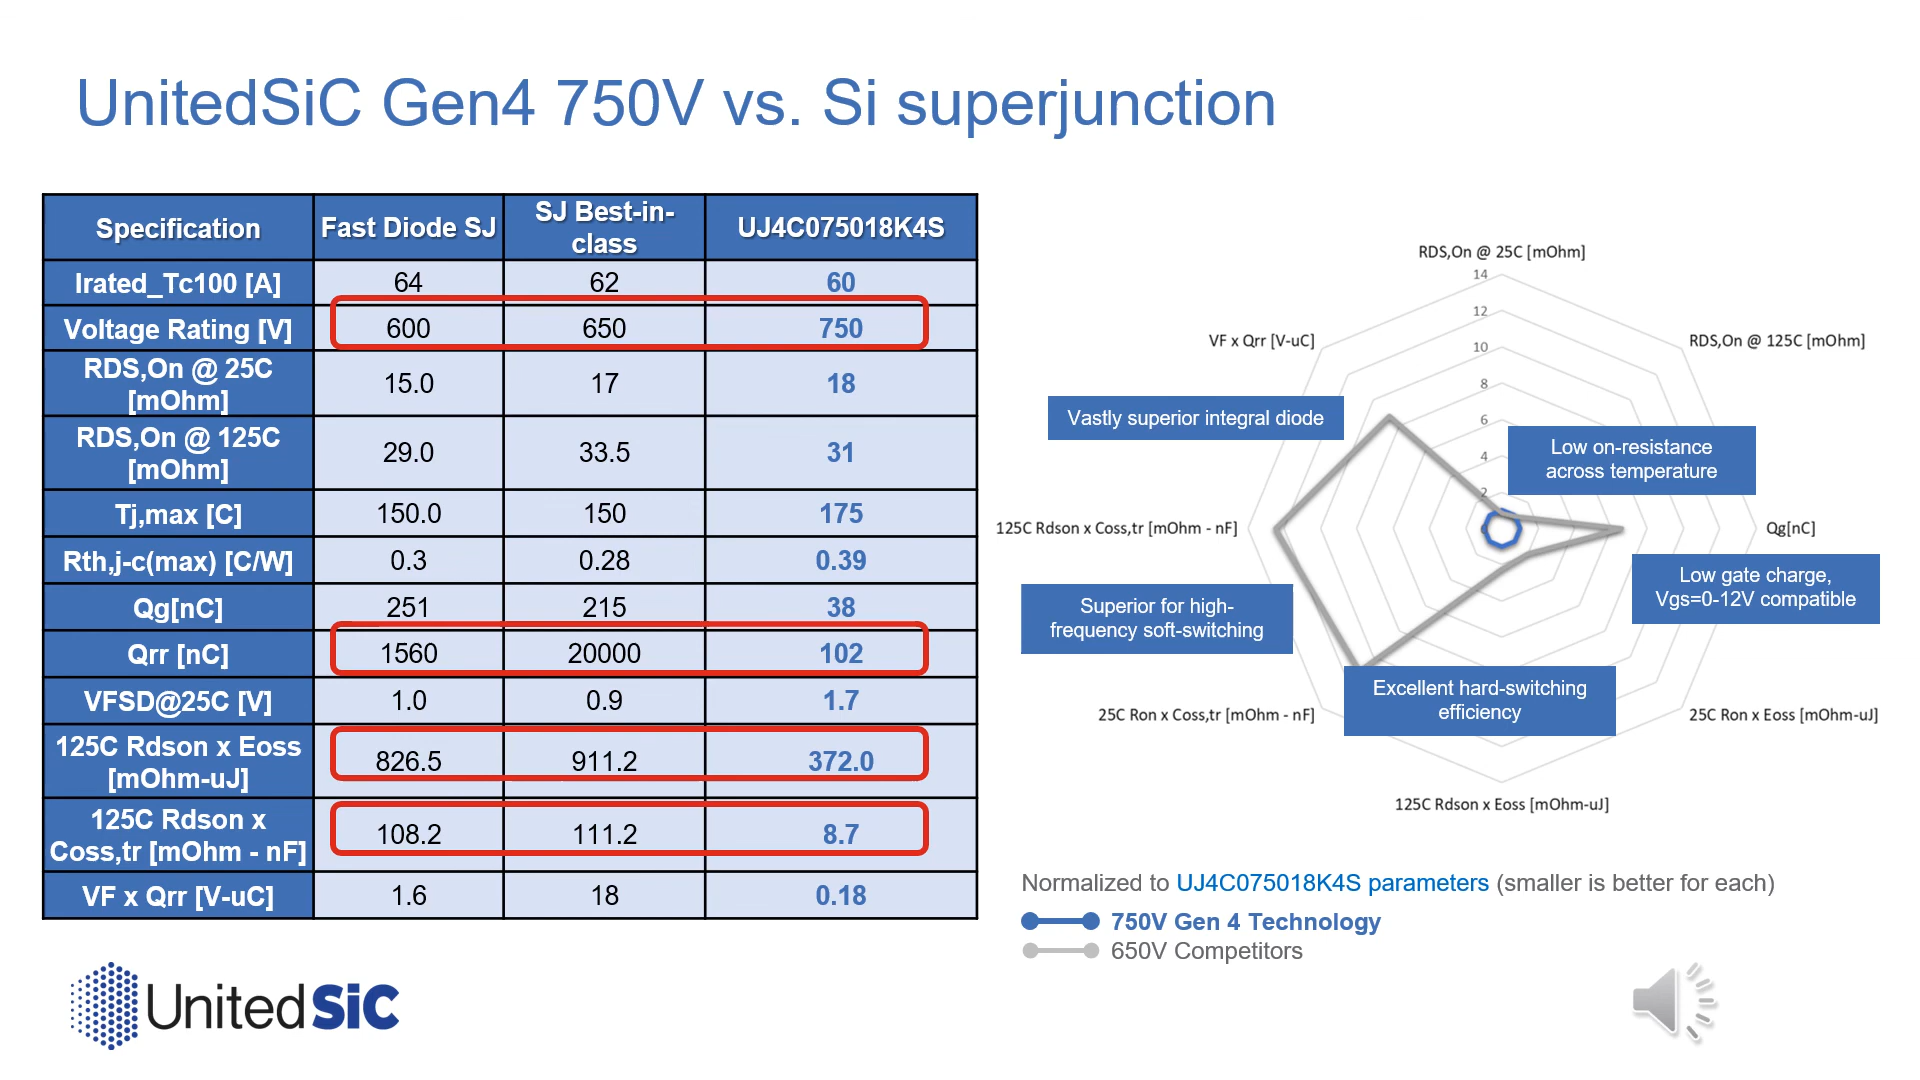 UnitedSiC Gen4 750V vs. Si superjunction
Specification
Fast Diode SJ
SJ Best-in-
class
UJ4C075018K4S
Irated_Tc100 [A]
64
62
60
Voltage Rating [V]
600
650
750
RDS,On @ 25C
[mOhm]
15.0
17
18
RDS,On @ 125C
[mOhm]
29.0
33.5
31
Tj,max [C]
150.0
150
175
Rth,j-c(max) [C/W]
0.3
0.28
0.39
Qg[nC]
251
215
38
Qrr [nC]
1560
20000
102
VFSD@25C [V]
1.0
0.9
1.7
125C Rdson x Eoss
[mOhm-uJ]
826.5
911.2
372.0
125C Rdson x
Coss,tr [mOhm - nF]
108.2
111.2
8.7
VF x Qrr [V-uC]
1.6
18
0.18
RDS,On @ 25C [mOhm]
14
12
10
8
6
4
2
RDS,On @ 125C [mOhm]
Qg[nC]
25C Ron x Eoss [mOhm-uJ]
125C Rdson x Eoss [mOhm-uJ]
25C Ron x Coss,tr [mOhm - nF]
125C Rdson x Coss,tr [mOhm - nF]
VF x Qrr [V-uC]
Vastly superior integral diode
Low on-resistance
across temperature
Low gate charge,
Vgs=0-12V compatible
Superior for high-
frequency soft-switching
Excellent hard-switching
efficiency
Normalized to UJ4C075018K4S parameters (smaller is better for each)
750V Gen 4 Technology
650V Competitors
UnitedSiC